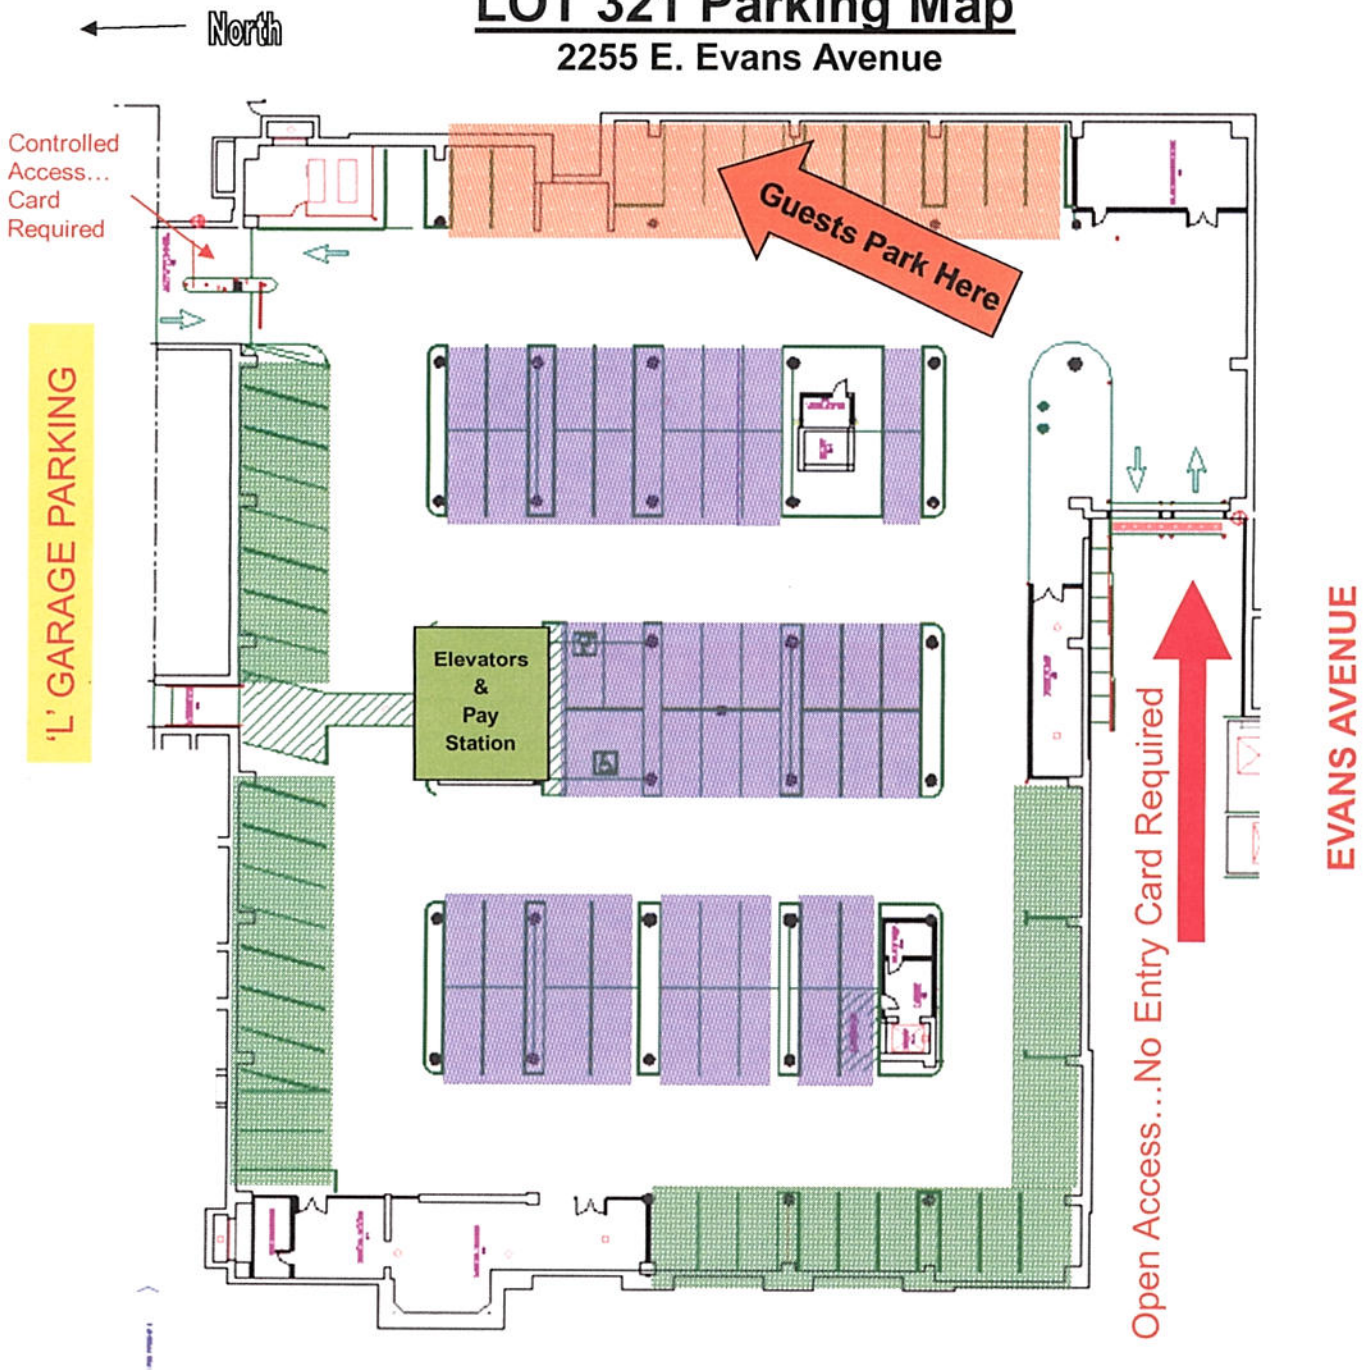 LOT 321 Parking Map
North
2255 E. Evans Avenue
Controlled
Access...
Card
Required
Guests Park Here
'L' GARAGE PARKING
Elevators
&
Pay
Station
Open Access...No Entry Card Required
EVANS AVENUE